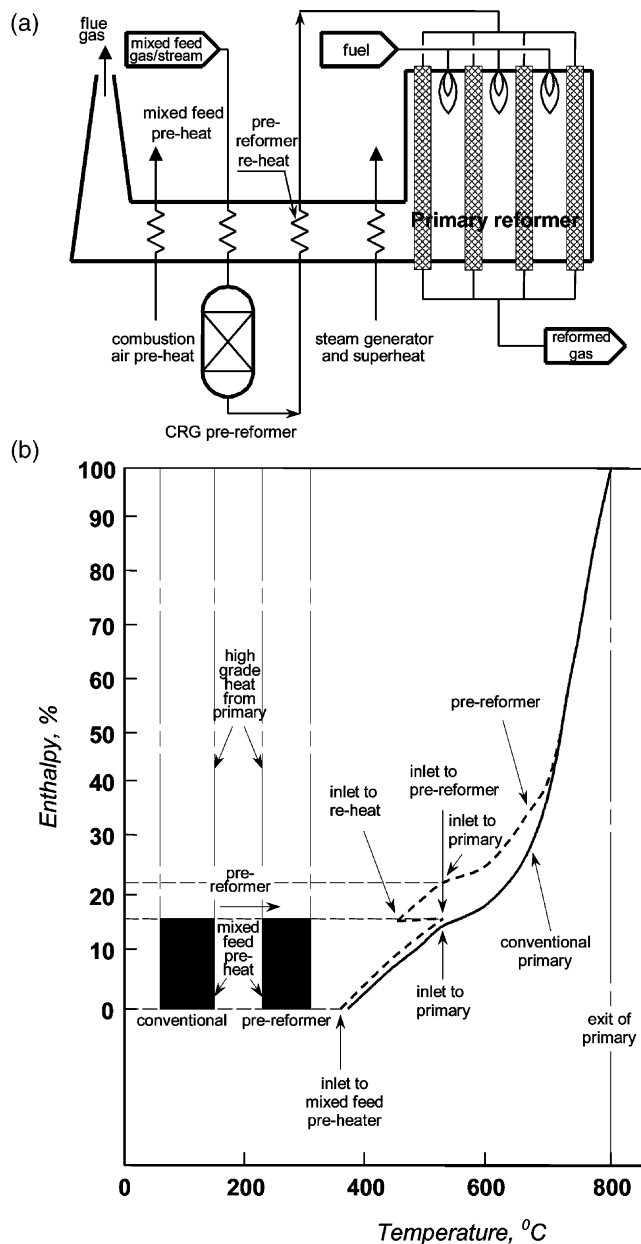 (a)
flue
gas
mixed feed
gas/stream
fuel
mixed feed
pre-heat
pre-
reformer
re-heat
Primary reformer
combustion
air pre-heat
steam generator
and superheat
reformed
gas
CRG pre-reformer
(b)
100
90
80
70
60
50
40
30
20
10
0
Enthalpy, %
high
grade
heat
from
primary
pre-reformer
inlet to
pre-reformer
inlet to
re-heat
inlet to
primary
pre-
reformer
mixed
feed
pre-
heat
conventional
primary
inlet to
primary
conventional
pre-reformer
exit of
primary
inlet to
mixed feed
pre-heater
0
200
400
600
800
Temperature, ⁰C